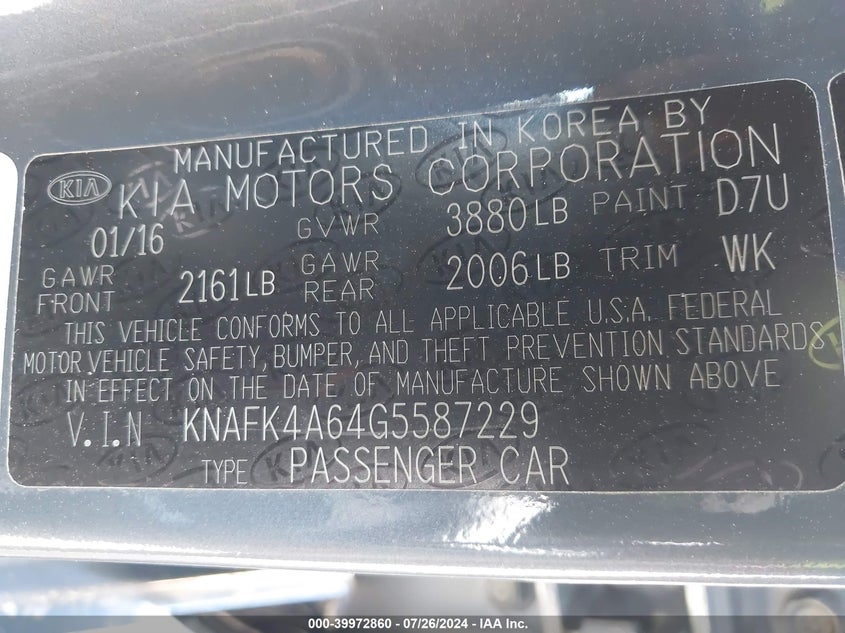 MANUFACTURED IN KOREA BY
KIA KIA MOTORS CORPORATION
01/16 GVWR 3880LB PAINT D7U
GAWR FRONT 2161LB GAWR REAR 2006LB TRIM WK
THIS VEHICLE CONFORMS TO ALL APPLICABLE U.S.A. FEDERAL
MOTOR VEHICLE SAFETY, BUMPER, AND THEFT PREVENTION STANDARDS
IN EFFECT ON THE DATE OF MANUFACTURE SHOWN ABOVE
V.I.N KNAFK4A64G5587229
TYPE PASSENGER CAR
000-39972860 - 07/26/2024 - IAAI.com